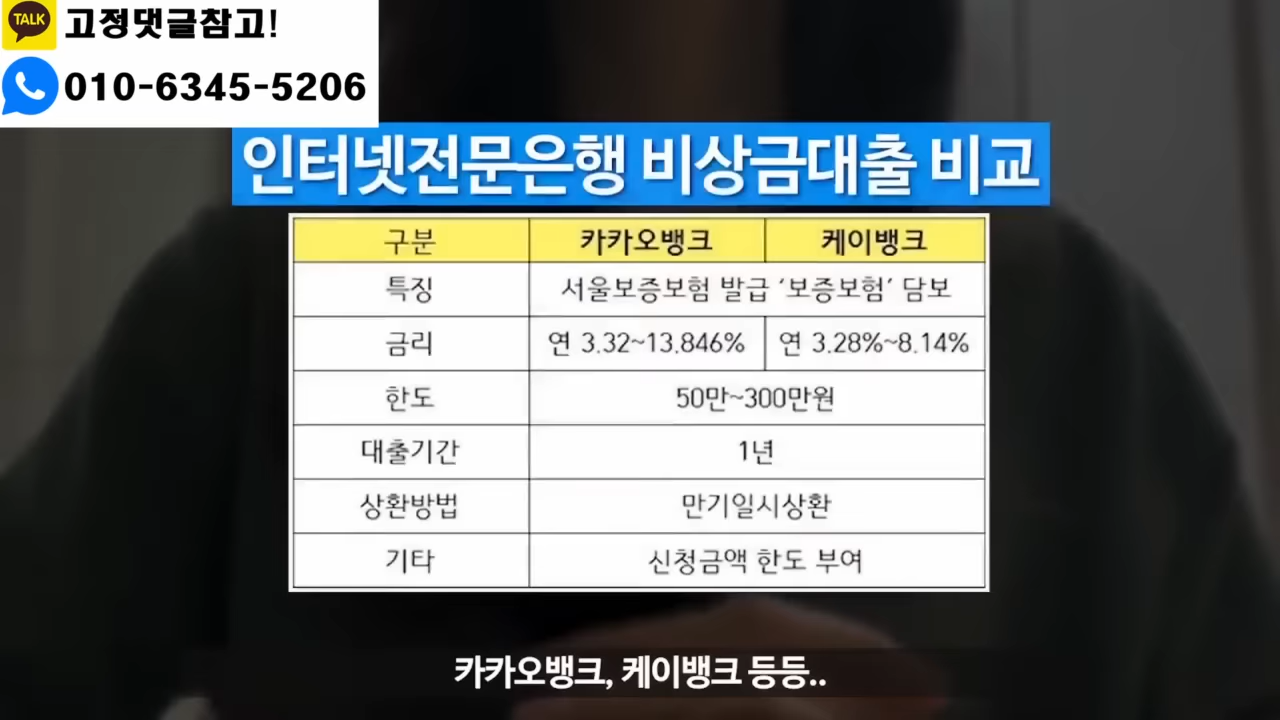 TALK 고정댓글참고!
010-6345-5206
인터넷전문은행 비상금대출 비교
구분 카카오뱅크 케이뱅크
특징 서울보증보험 발급 ‘보증보험’ 담보
금리 연 3.32~13.846% 연 3.28%~8.14%
한도 50만~300만원
대출기간 1년
상환방법 만기일시상환
기타 신청금액 한도 부여
카카오뱅크, 케이뱅크 등등..